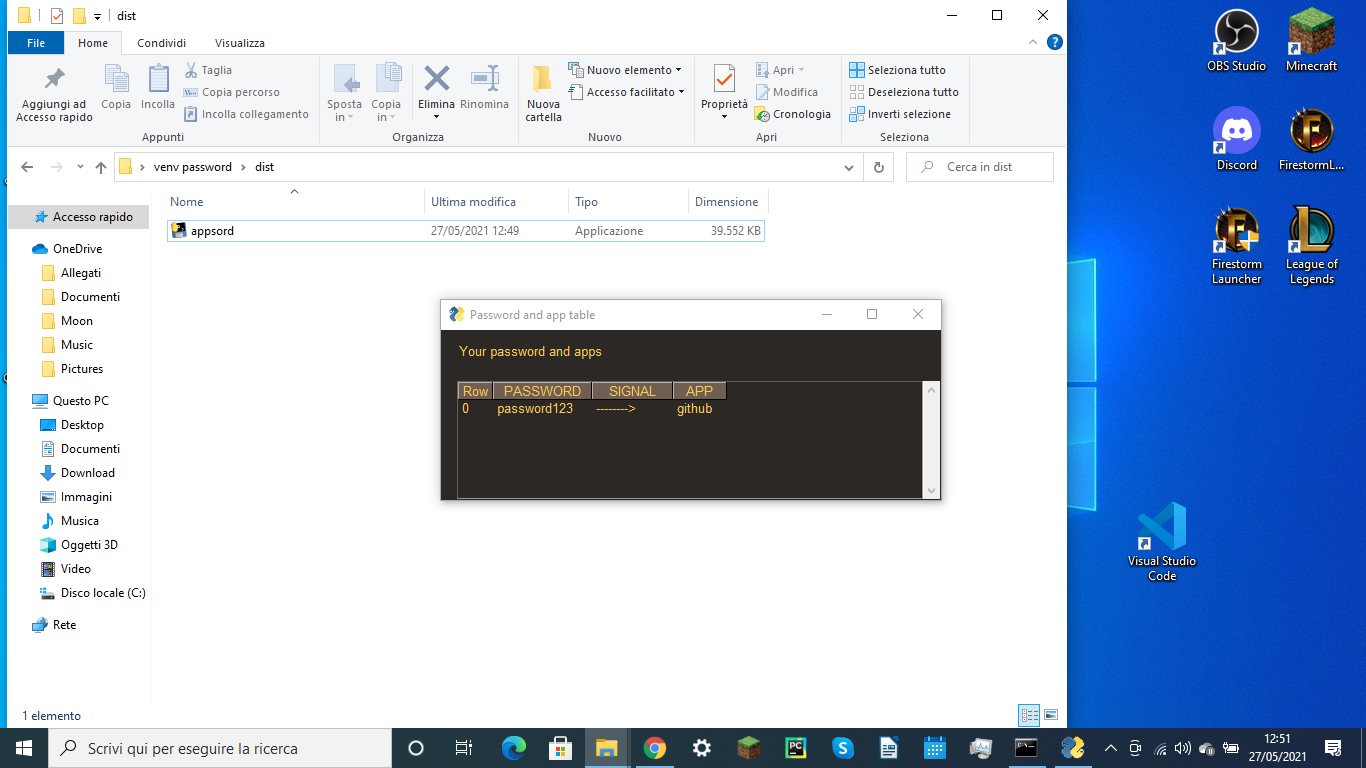 dist
File Home Condividi Visualizza
Aggiungi ad
Accesso rapido
Copia
Incolla
Taglia
Copia percorso
Incolla collegamento
Appunti
Sposta
in
Copia
in
Elimina
Rinomina
Organizza
Nuova
cartella
Nuovo elemento
Accesso facilitato
Nuovo
Proprietà
Apri
Modifica
Cronologia
Apri
Seleziona tutto
Deseleziona tutto
Inverti selezione
Selezione
venv password › dist
Cerca in dist
Nome Ultima modifica Tipo Dimensione
appsord 27/05/2021 12:49 Applicazione 39.552 KB
Accesso rapido
OneDrive
Allegati
Documenti
Moon
Music
Pictures
Questo PC
Desktop
Documenti
Download
Immagini
Musica
Oggetti 3D
Video
Disco locale (C:)
Rete
1 elemento
Password and app table
Your password and apps
Row PASSWORD SIGNAL APP
0 password123 --------> github
OBS Studio
Minecraft
Discord
FirestormL...
Firestorm
Launcher
League of
Legends
Visual Studio
Code
Scrivi qui per eseguire la ricerca
12:51
27/05/2021